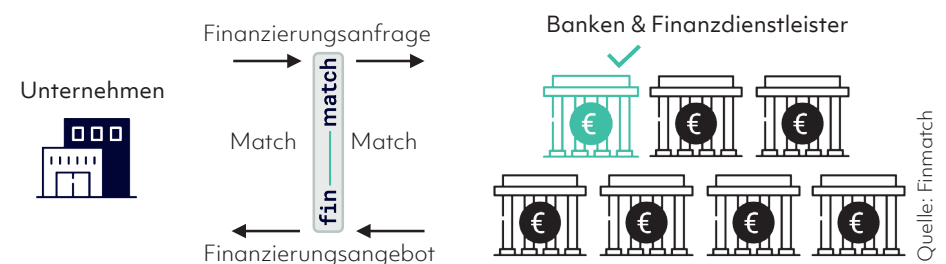 Banken & Finanzdienstleister
Finanzierungsanfrage
Unternehmen
fin match
Match
Match
€
€
€
€
€
€
€
Finanzierungsangebot
Quelle: Finmatch